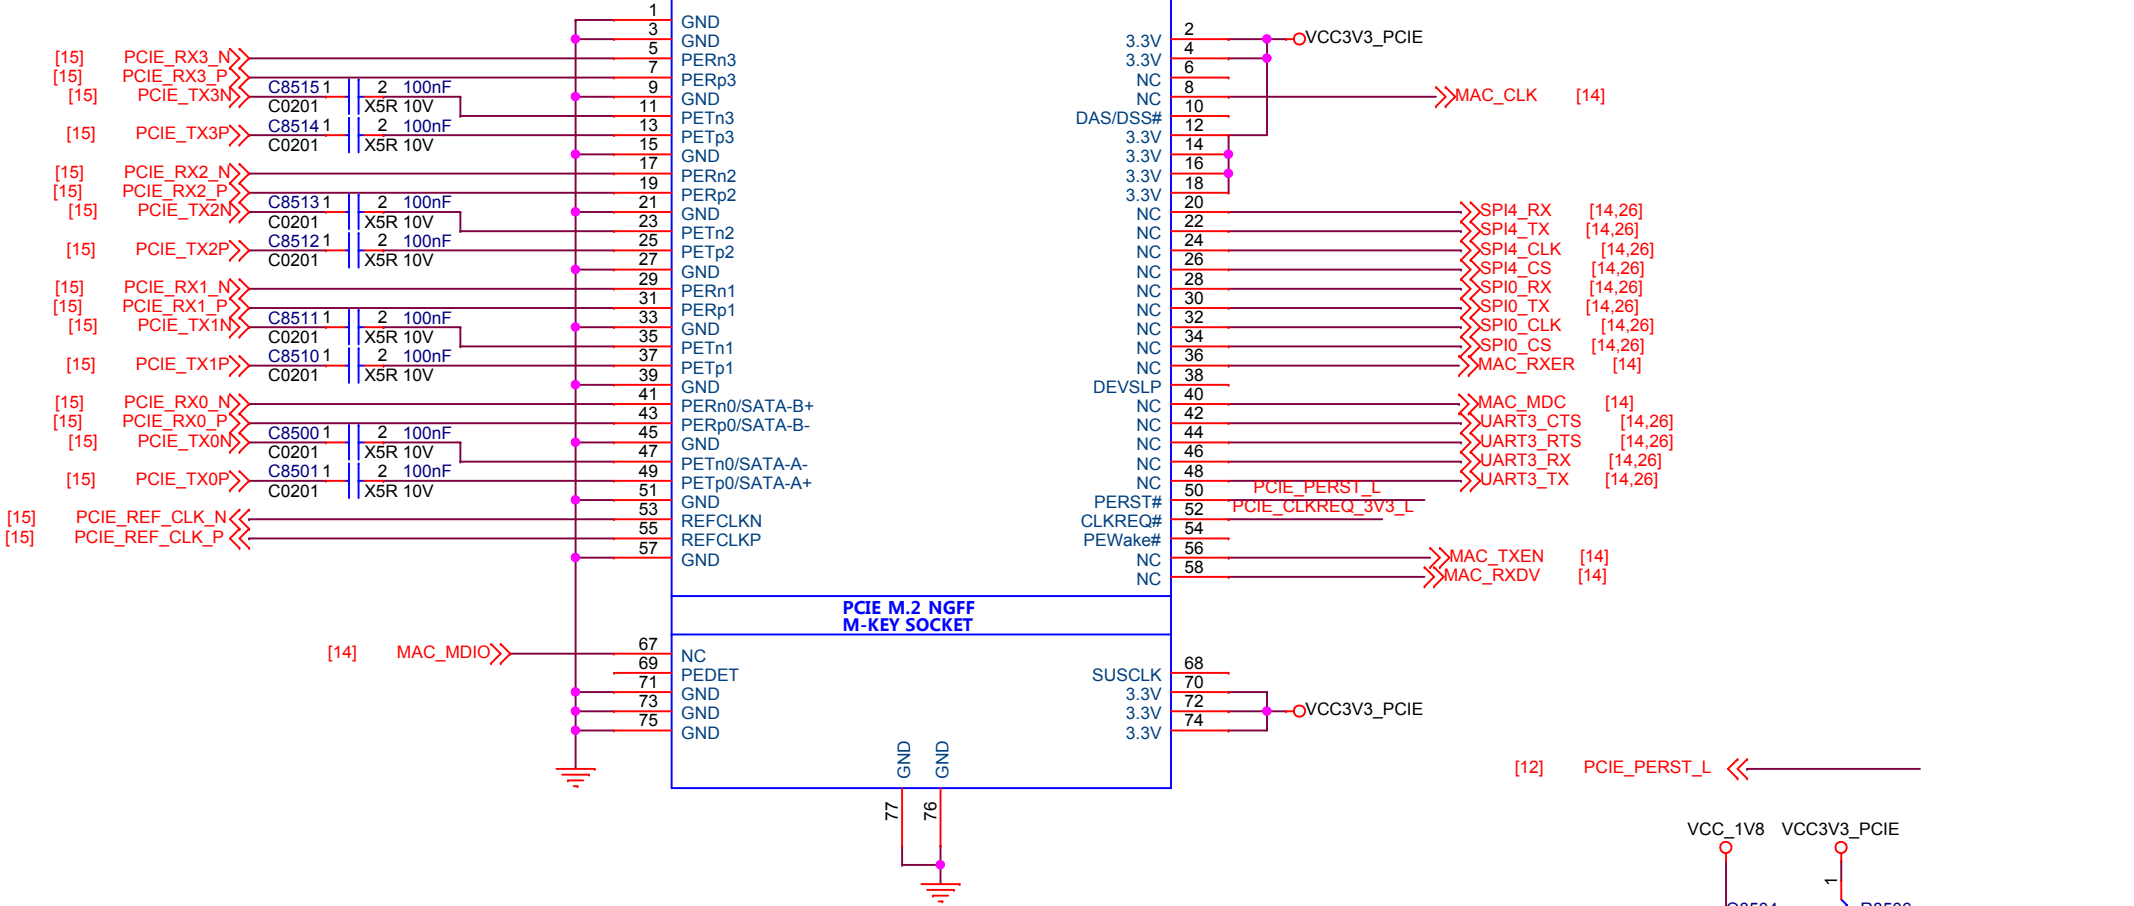 1 GND
3 GND 2 3.3V VCC3V3_PCIE
[15] PCIE_RX3_N 5 PERn3 4 3.3V
[15] PCIE_RX3_P 7 PERp3 6 NC
[15] PCIE_TX3N C8515 1 2 100nF 9 GND 8 NC MAC_CLK [14]
C0201 X5R 10V 11 PETn3 10 DAS/DSS#
[15] PCIE_TX3P C8514 1 2 100nF 13 PETp3 12 3.3V
C0201 X5R 10V 15 GND 14 3.3V
[15] PCIE_RX2_N 17 PERn2 16 3.3V
[15] PCIE_RX2_P 19 PERp2 18 3.3V
[15] PCIE_TX2N C8513 1 2 100nF 21 GND 20 NC SPI4_RX [14,26]
C0201 X5R 10V 23 PETn2 22 NC SPI4_TX [14,26]
[15] PCIE_TX2P C8512 1 2 100nF 25 PETp2 24 NC SPI4_CLK [14,26]
C0201 X5R 10V 27 GND 26 NC SPI4_CS [14,26]
[15] PCIE_RX1_N 29 PERn1 28 NC SPI0_RX [14,26]
[15] PCIE_RX1_P 31 PERp1 30 NC SPI0_TX [14,26]
[15] PCIE_TX1N C8511 1 2 100nF 33 GND 32 NC SPI0_CLK [14,26]
C0201 X5R 10V 35 PETn1 34 NC SPI0_CS [14,26]
[15] PCIE_TX1P C8510 1 2 100nF 37 PETp1 36 NC MAC_RXER [14]
C0201 X5R 10V 39 GND 38 DEVSLP
[15] PCIE_RX0_N 41 PERn0/SATA-B+ 40 NC MAC_MDC [14]
[15] PCIE_RX0_P 43 PERp0/SATA-B- 42 NC UART3_CTS [14,26]
[15] PCIE_TX0N C8500 1 2 100nF 45 GND 44 NC UART3_RTS [14,26]
C0201 X5R 10V 47 PETn0/SATA-A- 46 NC UART3_RX [14,26]
[15] PCIE_TX0P C8501 1 2 100nF 49 PETp0/SATA-A+ 48 NC UART3_TX [14,26]
C0201 X5R 10V 51 GND 50 PERST# PCIE_PERST_L
[15] PCIE_REF_CLK_N 53 REFCLKN 52 CLKREQ# PCIE_CLKREQ_3V3_L
[15] PCIE_REF_CLK_P 55 REFCLKP 54 PEWake#
57 GND 56 NC MAC_TXEN [14]
58 NC MAC_RXDV [14]
PCIE M.2 NGFF
M-KEY SOCKET
[14] MAC_MDIO 67 NC
69 PEDET 68 SUSCLK
71 GND 70 3.3V
73 GND 72 3.3V VCC3V3_PCIE
75 GND 74 3.3V
GND GND
77 76
[12] PCIE_PERST_L
VCC_1V8 VCC3V3_PCIE
1